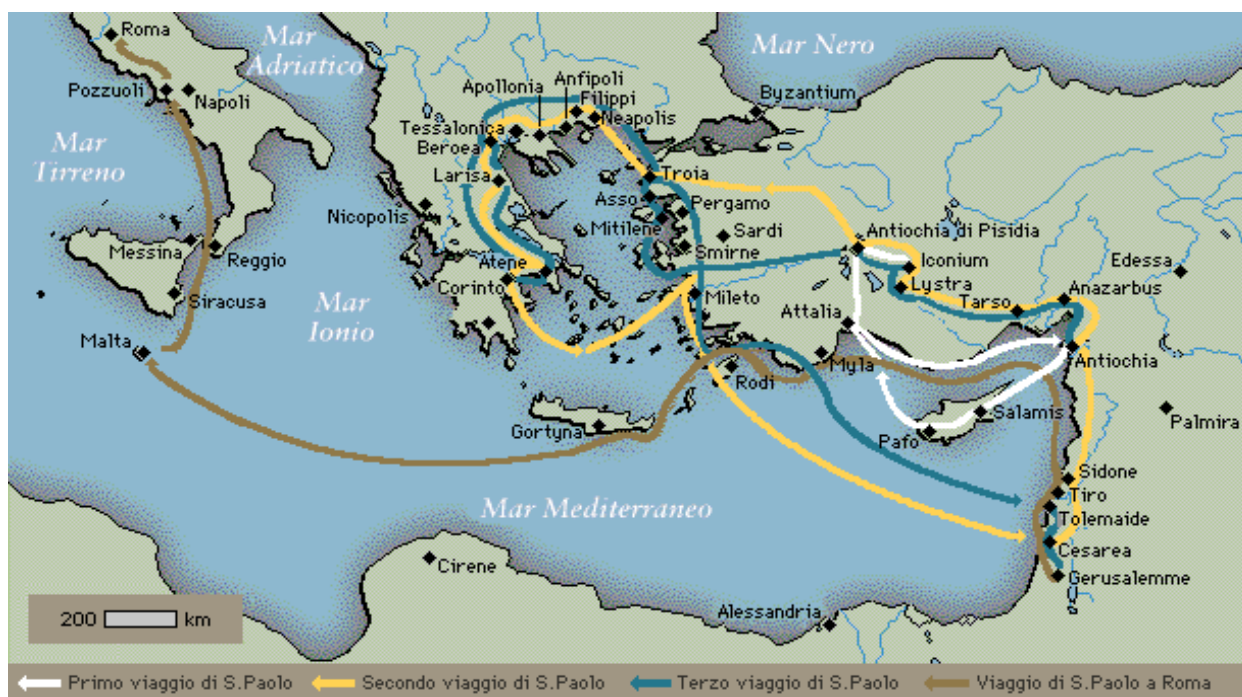 Roma
Mar
Adriatico
Mar Nero
Pozzuoli
Napoli
Apollonia
Anfipoli
Filippi
Neapolis
Byzantium
Tessalonica
Beroea
Mar
Tirreno
Larisa
Troia
Asso
Pergamo
Nicopolis
Mitilene
Sardi
Antiochia di Pisidia
Messina
Reggio
Smirne
Iconium
Edessa
Atene
Corinto
Lystra
Siracusa
Mar
Ionio
Mileto
Tarso
Anazarbus
Attalia
Malta
Antiochia
Rodi
Myla
Salamis
Palmira
Gortyna
Pafo
Sidone
Tiro
Mar Mediterraneo
Tolemaide
Cesarea
Cirene
Gerusalemme
Alessandria
200 km
Primo viaggio di S.Paolo
Secondo viaggio di S.Paolo
Terzo viaggio di S.Paolo
Viaggio di S.Paolo a Roma